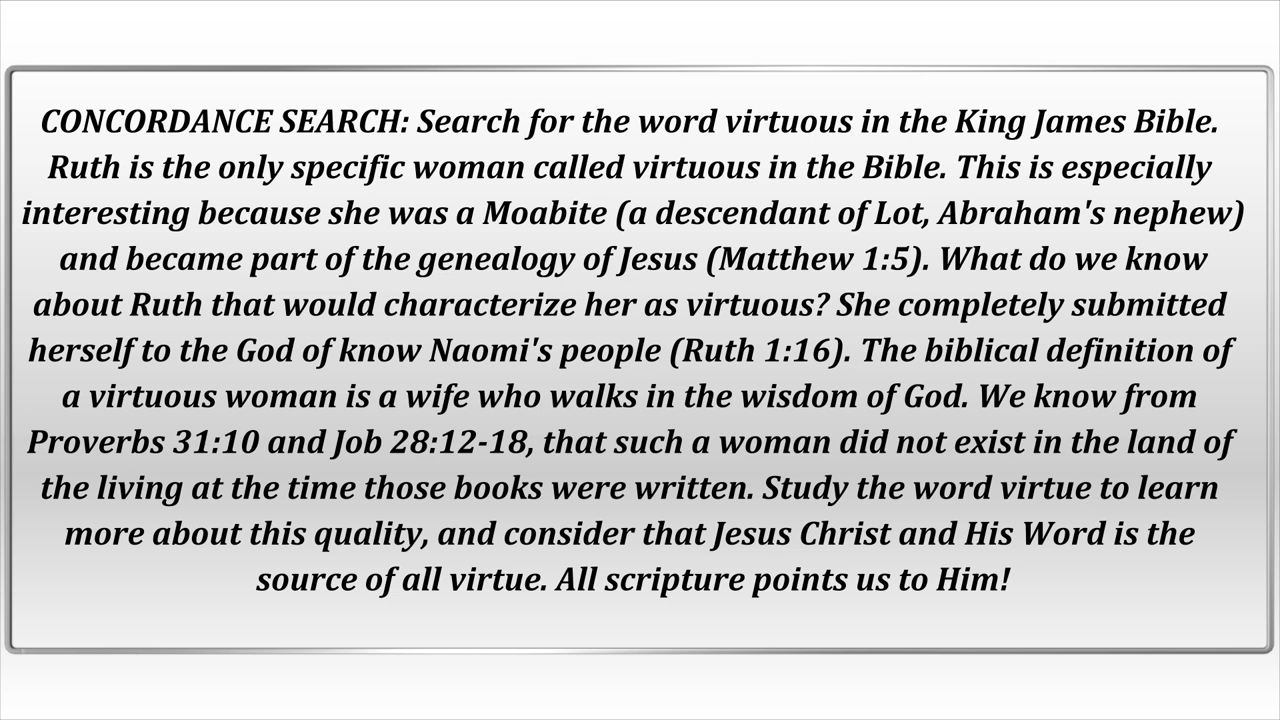 CONCORDANCE SEARCH: Search for the word virtuous in the King James Bible.
Ruth is the only specific woman called virtuous in the Bible. This is especially
interesting because she was a Moabite (a descendant of Lot, Abraham's nephew)
and became part of the genealogy of Jesus (Matthew 1:5). What do we know
about Ruth that would characterize her as virtuous? She completely submitted
herself to the God of know Naomi's people (Ruth 1:16). The biblical definition of
a virtuous woman is a wife who walks in the wisdom of God. We know from
Proverbs 31:10 and Job 28:12-18, that such a woman did not exist in the land of
the living at the time those books were written. Study the word virtue to learn
more about this quality, and consider that Jesus Christ and His Word is the
source of all virtue. All scripture points us to Him!